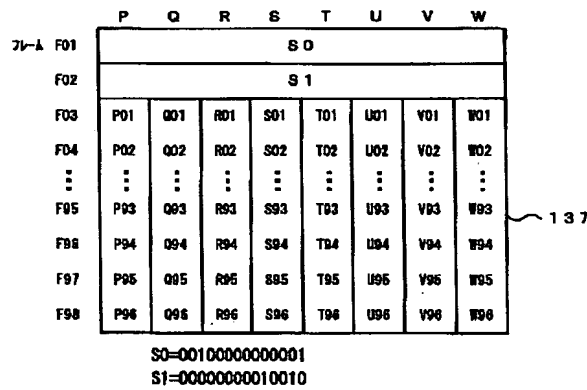 P Q R S T U V W
フレーム F01 S0
F02 S1
F03 P01 Q01 R01 S01 T01 U01 V01 W01
F04 P02 Q02 R02 S02 T02 U02 V02 W02
F95 P93 Q93 R93 S93 T93 U93 V93 W93
F96 P94 Q94 R94 S94 T94 U94 V94 W94
F97 P95 Q95 R95 S95 T95 U95 V95 W95
F98 P96 Q96 R96 S96 T96 U96 V96 W96
137
S0=00100000000001
S1=00000000010010